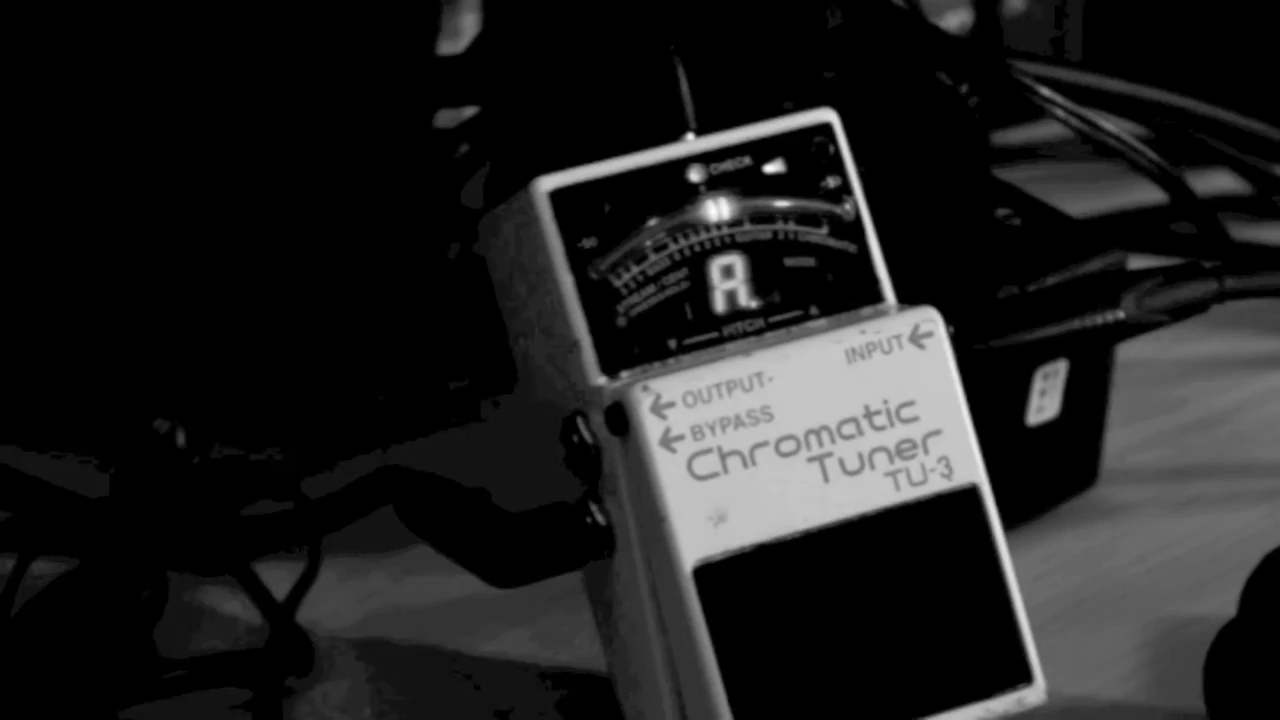 CHECK
A
PITCH
INPUT
OUTPUT
BYPASS
Chromatic
Tuner
TU-3